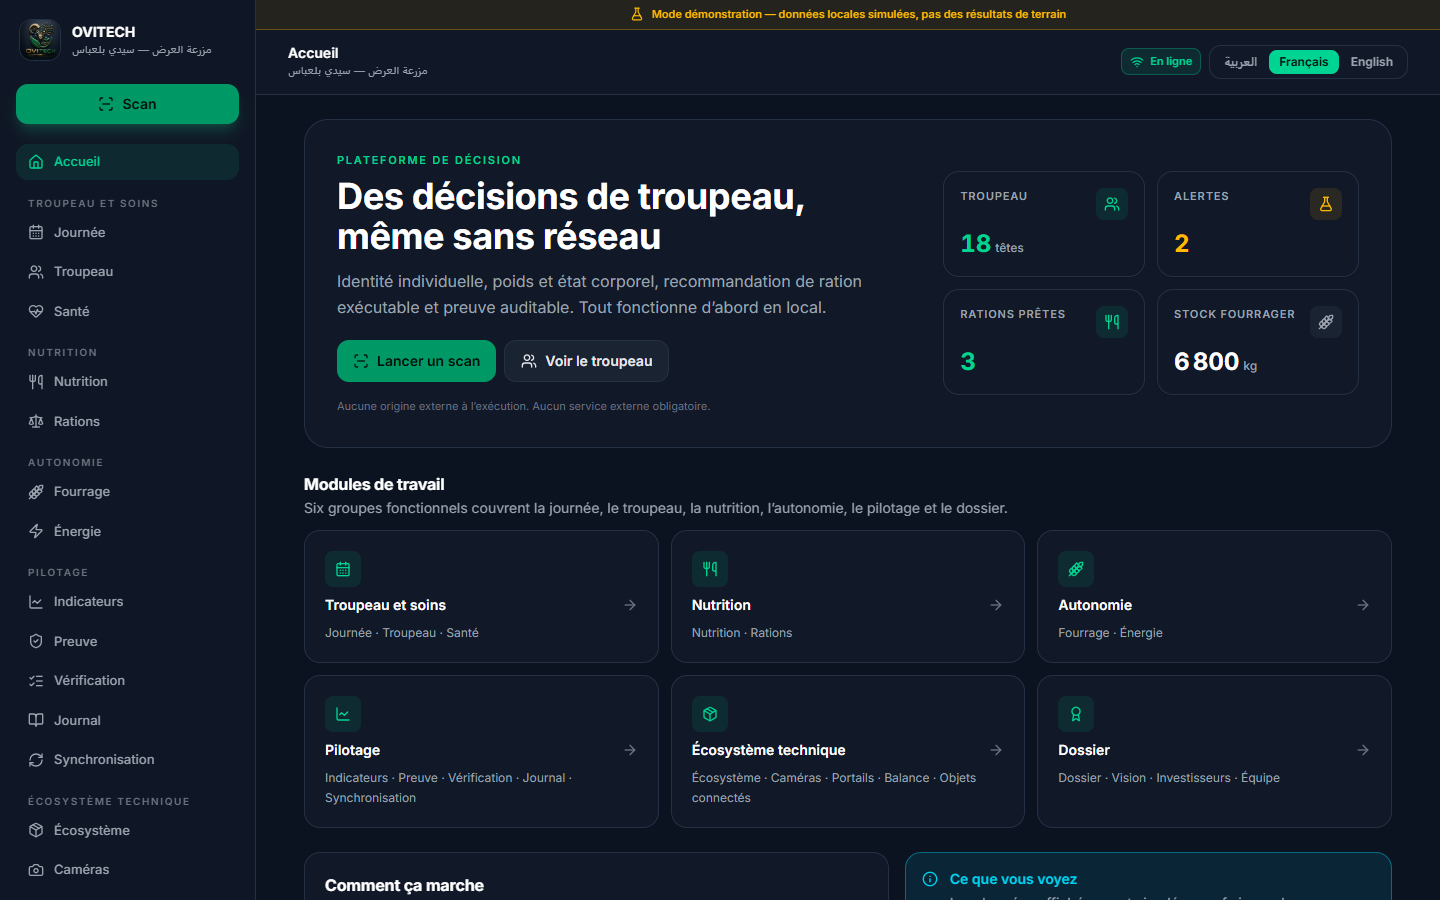 Mode démonstration — données locales simulées, pas des résultats de terrain
OVITECH
مزرعة العرض — سيدي بلعباس
Scan
Accueil
TROUPEAU ET SOINS
Journée
Troupeau
Santé
NUTRITION
Nutrition
Rations
AUTONOMIE
Fourrage
Énergie
PILOTAGE
Indicateurs
Preuve
Vérification
Journal
Synchronisation
ÉCOSYSTÈME TECHNIQUE
Écosystème
Caméras
Accueil
مزرعة العرض — سيدي بلعباس
En ligne
العربية
Français
English
PLATEFORME DE DÉCISION
Des décisions de troupeau,
même sans réseau
Identité individuelle, poids et état corporel, recommandation de ration
exécutable et preuve auditable. Tout fonctionne d’abord en local.
Lancer un scan
Voir le troupeau
Aucune origine externe à l’exécution. Aucun service externe obligatoire.
TROUPEAU
18 têtes
ALERTES
2
RATIONS PRÊTES
3
STOCK FOURRAGER
6 800 kg
Modules de travail
Six groupes fonctionnels couvrent la journée, le troupeau, la nutrition, l’autonomie, le pilotage et le dossier.
Troupeau et soins
Journée · Troupeau · Santé
Nutrition
Nutrition · Rations
Autonomie
Fourrage · Énergie
Pilotage
Indicateurs · Preuve · Vérification · Journal ·
Synchronisation
Écosystème technique
Écosystème · Caméras · Portails · Balance · Objets
connectés
Dossier
Dossier · Vision · Investisseurs · Équipe
Comment ça marche
Ce que vous voyez